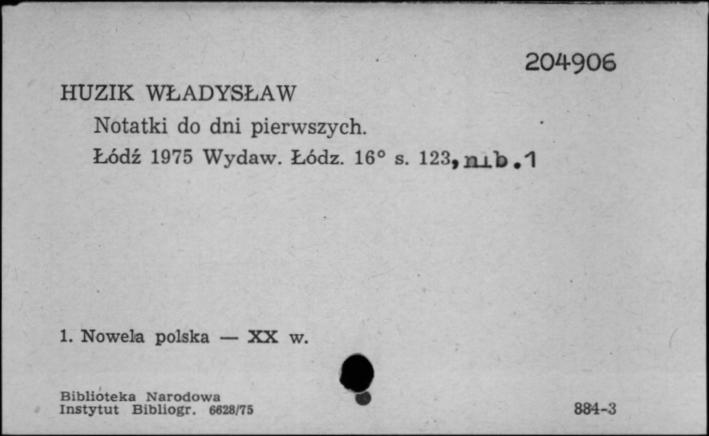 204906
HUZIK WŁADYSŁAW
Notatki do dni pierwszych.
Łódź 1975 Wydaw. Łódz. 16° s. 123, nlb.1
1. Nowela polska — XX w.
Biblioteka Narodowa
Instytut Bibliogr. 6628/75
884-3